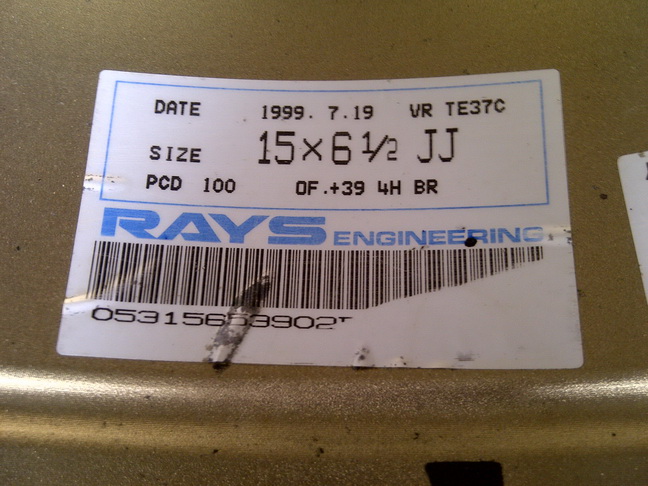 DATE 1999. 7.19 VR TE37C
SIZE 15×6 1/2 JJ
PCD 100 OF.+39 4H BR
RAYS ENGINEERING